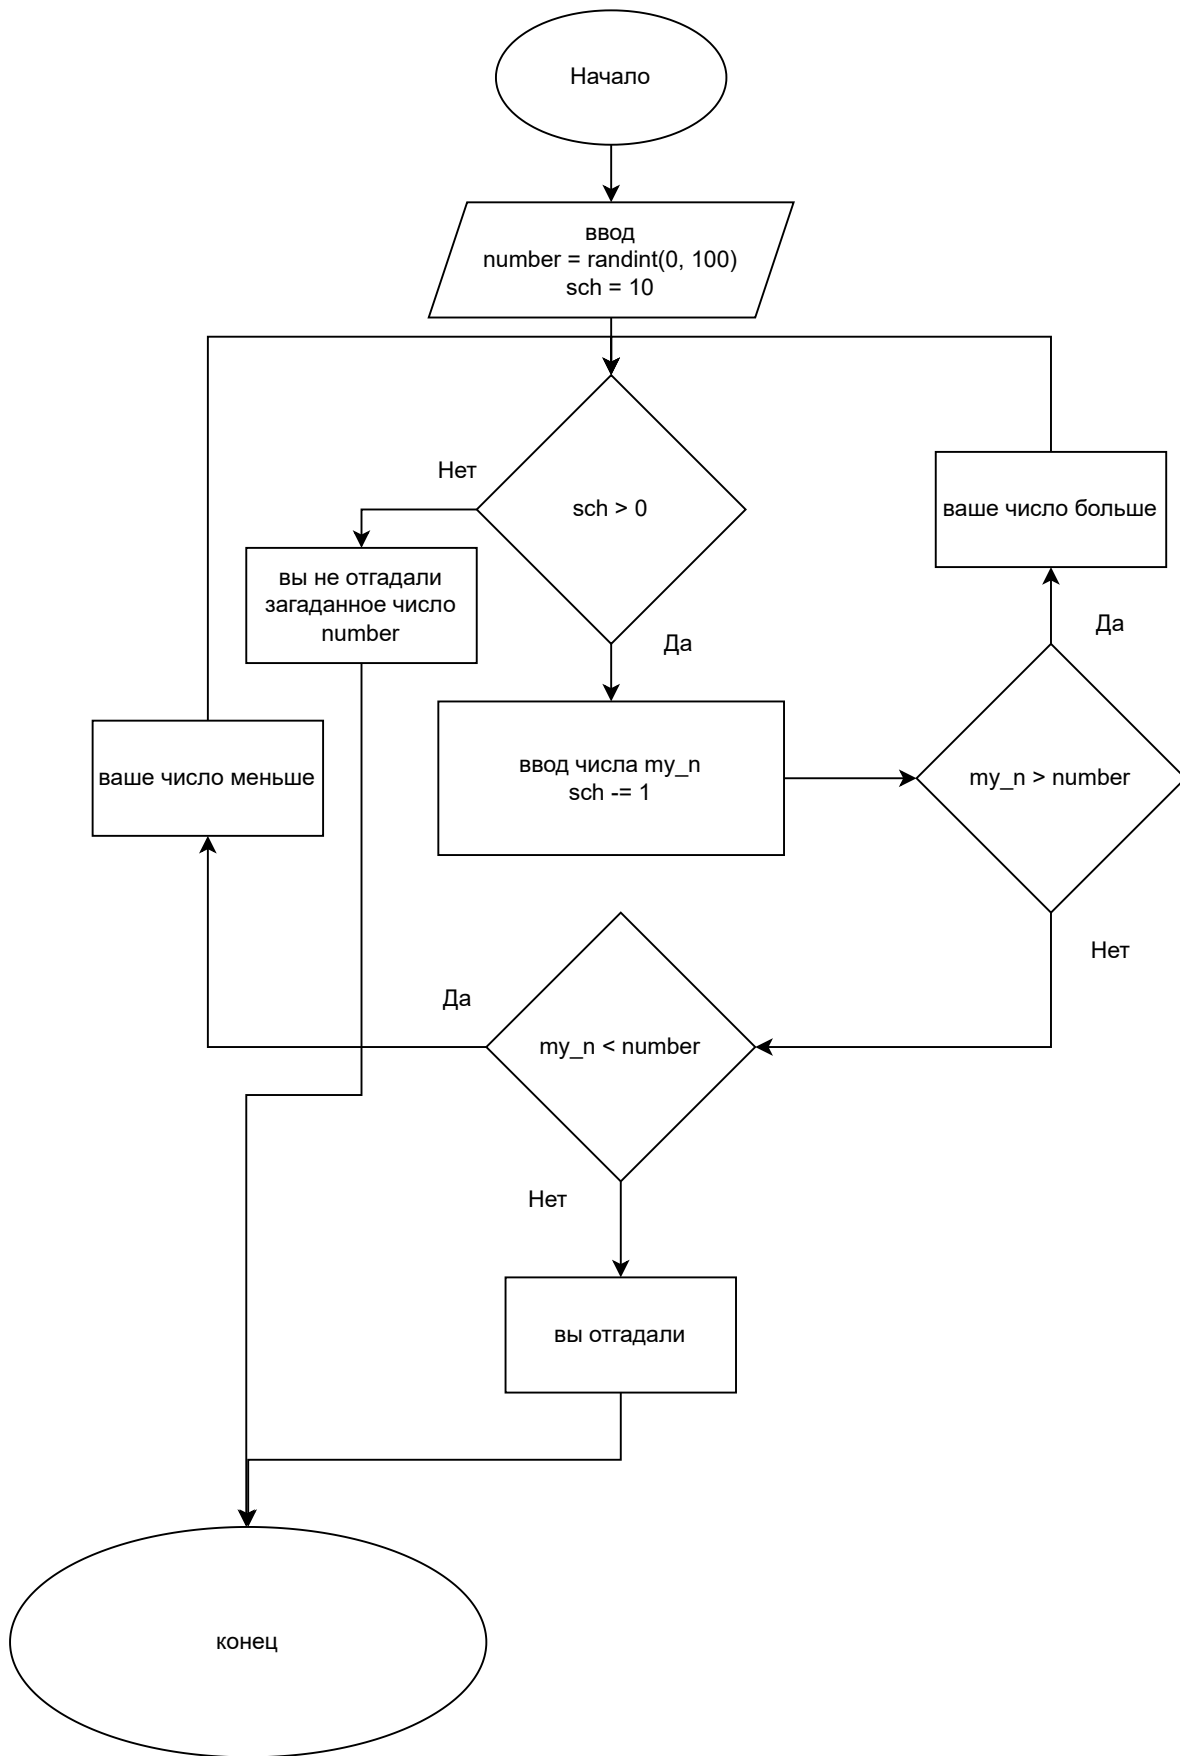 Начало
ввод
number = randint(0, 100)
sch = 10
Нет
sch > 0
ваше число больше
вы не отгадали
загаданное число
number
Да
Да
ваше число меньше
ввод числа my_n
sch -= 1
my_n > number
Нет
Да
my_n < number
Нет
вы отгадали
конец